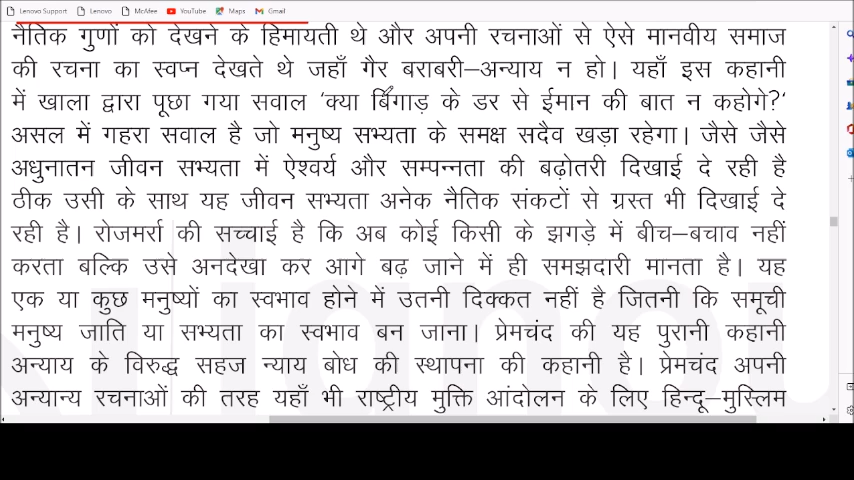 Lenovo Support Lenovo McAfee YouTube Maps Gmail
नैतिक गुणों को देखने के हिमायती थे और अपनी रचनाओं से ऐसे मानवीय समाज
की रचना का स्वप्न देखते थे जहाँ गैर बराबरी–अन्याय न हो। यहाँ इस कहानी
में खाला द्वारा पूछा गया सवाल 'क्या बिगाड़ के डर से ईमान की बात न कहोगे?'
असल में गहरा सवाल है जो मनुष्य सभ्यता के समक्ष सदैव खड़ा रहेगा। जैसे जैसे
अधुनातन जीवन सभ्यता में ऐश्वर्य और सम्पन्नता की बढ़ोतरी दिखाई दे रही है
ठीक उसी के साथ यह जीवन सभ्यता अनेक नैतिक संकटों से ग्रस्त भी दिखाई दे
रही है। रोजमर्रा की सच्चाई है कि अब कोई किसी के झगड़े में बीच–बचाव नहीं
करता बल्कि उसे अनदेखा कर आगे बढ़ जाने में ही समझदारी मानता है। यह
एक या कुछ मनुष्यों का स्वभाव होने में उतनी दिक्कत नहीं है जितनी कि समूची
मनुष्य जाति या सभ्यता का स्वभाव बन जाना। प्रेमचंद की यह पुरानी कहानी
अन्याय के विरुद्ध सहज न्याय बोध की स्थापना की कहानी है। प्रेमचंद अपनी
अन्यान्य रचनाओं की तरह यहाँ भी राष्ट्रीय मुक्ति आंदोलन के लिए हिन्दू–मुस्लिम